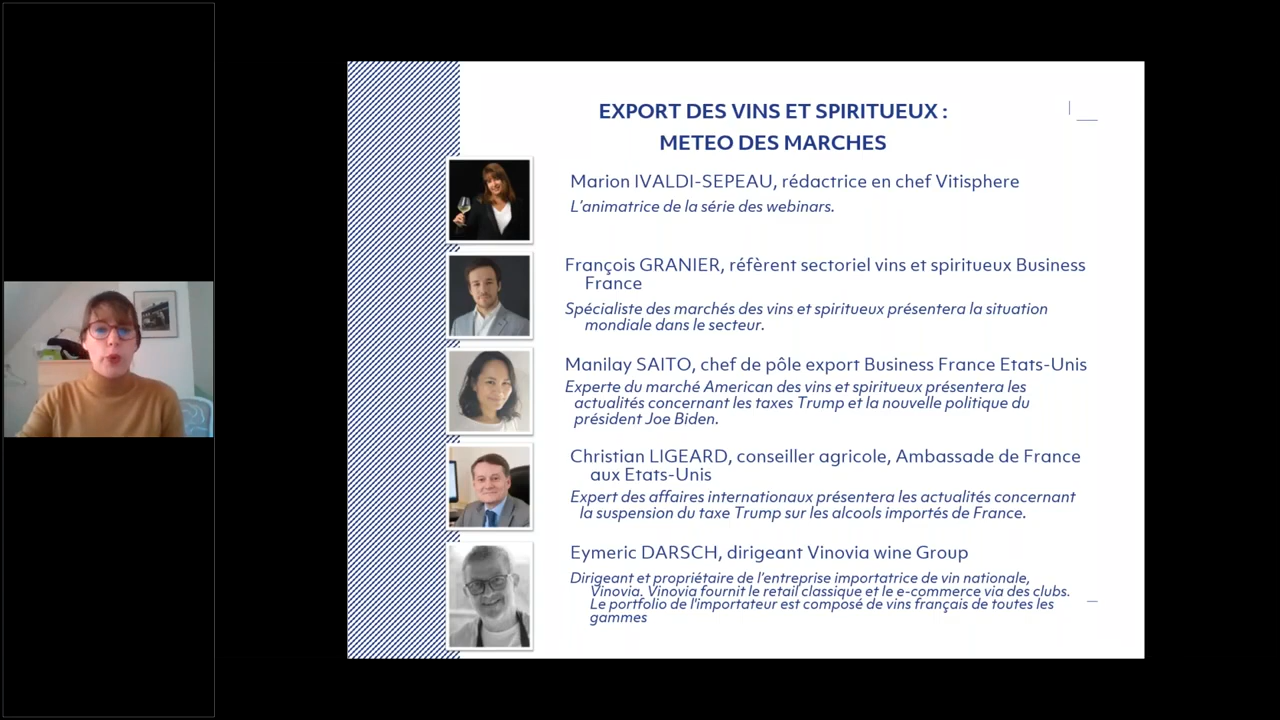 EXPORT DES VINS ET SPIRITUEUX :
METEO DES MARCHES
Marion IVALDI-SEPEAU, rédactrice en chef Vitisphere
L'animatrice de la série des webinars.
François GRANIER, réfèrent sectoriel vins et spiritueux Business
France
Spécialiste des marchés des vins et spiritueux présentera la situation
mondiale dans le secteur.
Manilay SAITO, chef de pôle export Business France Etats-Unis
Experte du marché American des vins et spiritueux présentera les
actualités concernant les taxes Trump et la nouvelle politique du
président Joe Biden.
Christian LIGEARD, conseiller agricole, Ambassade de France
aux Etats-Unis
Expert des affaires internationaux présentera les actualités concernant
la suspension du taxe Trump sur les alcools importés de France.
Eymeric DARSCH, dirigeant Vinovia wine Group
Dirigeant et propriétaire de l'entreprise importatrice de vin nationale,
Vinovia. Vinovia fournit le retail classique et le e-commerce via des clubs.
Le portfolio de l'importateur est composé de vins français de toutes les
gammes